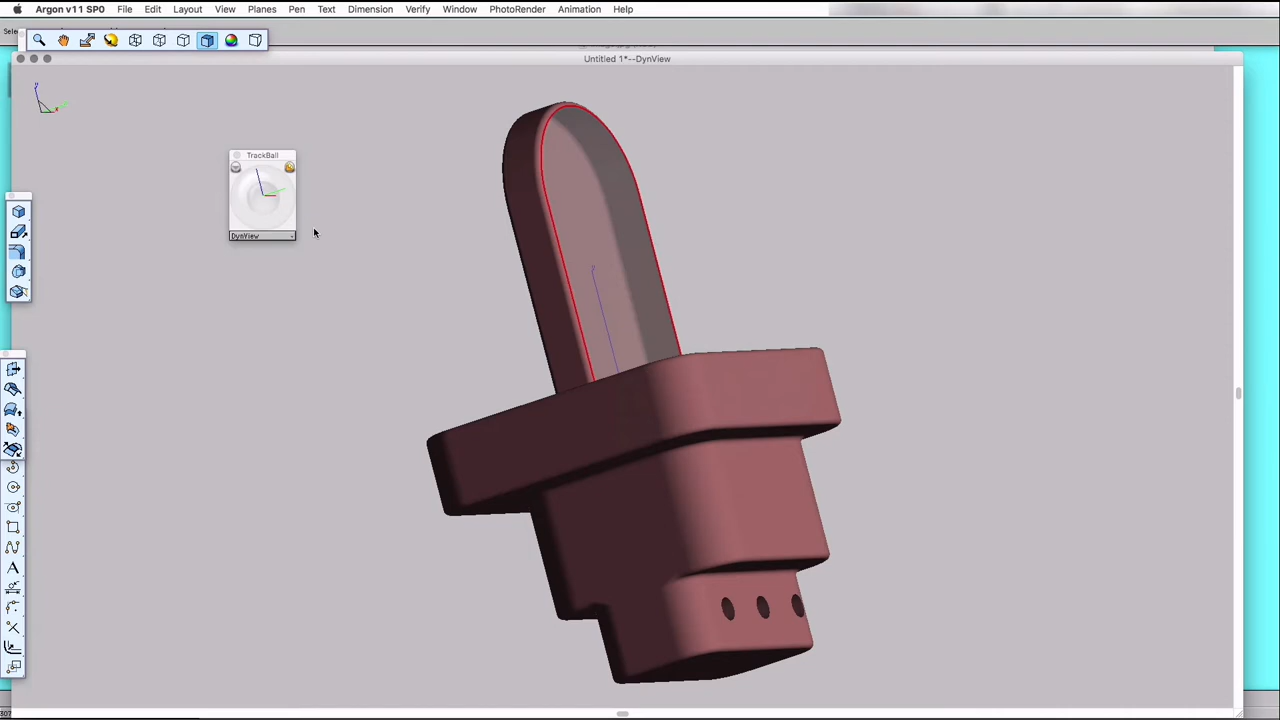 Argon v11 SP0 File Edit Layout View Planes Pen Text Dimension Verify Window PhotoRender Animation Help
Untitled 1*--DynView
TrackBall
DynView